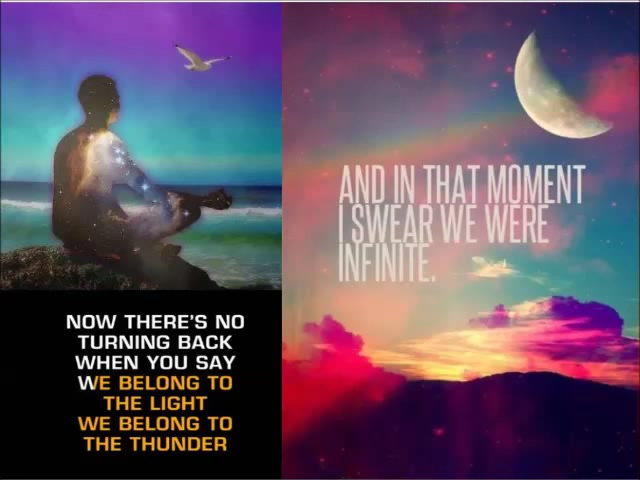 NOW THERE'S NO
TURNING BACK
WHEN YOU SAY
WE BELONG TO
THE LIGHT
WE BELONG TO
THE THUNDER
AND IN THAT MOMENT
I SWEAR WE WERE
INFINITE.